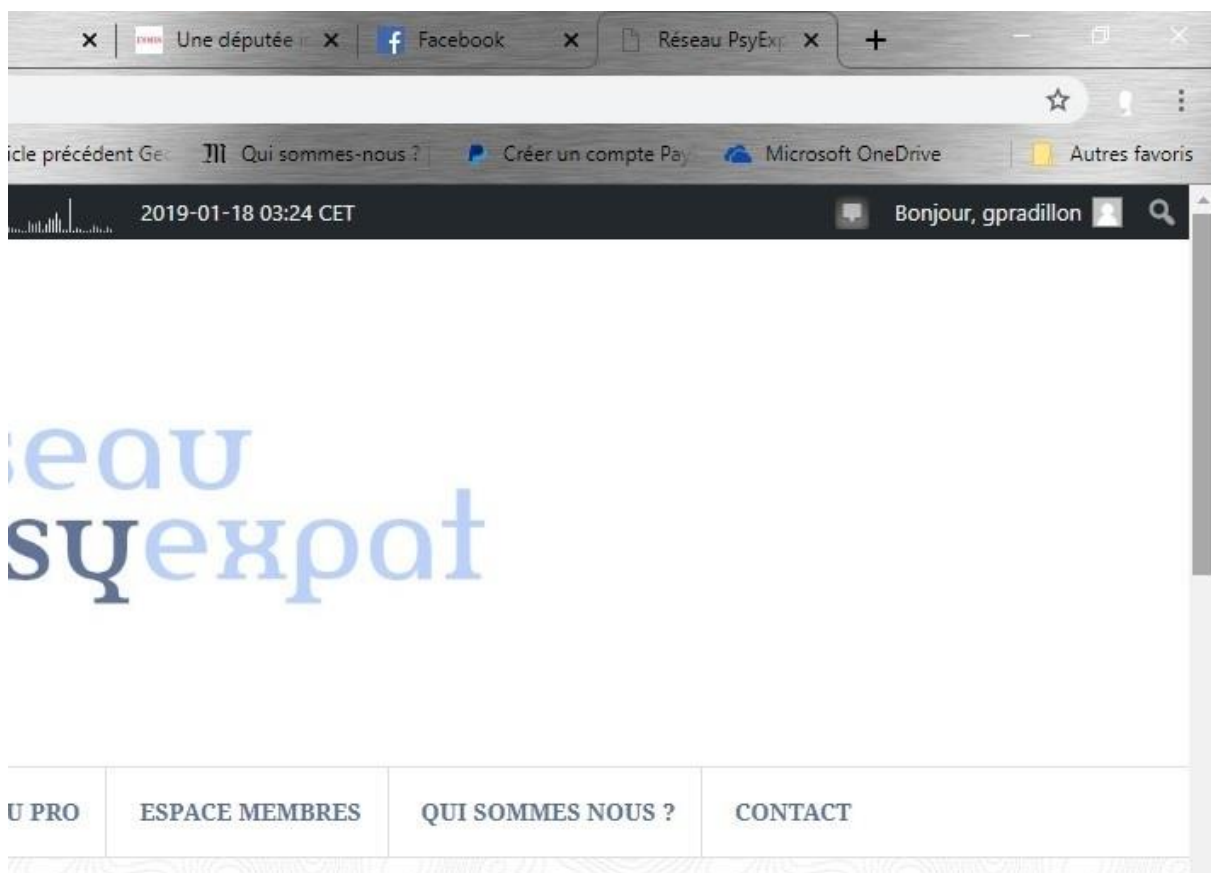 Une députée Facebook Réseau PsyExp
icle précédent Ge Qui sommes-nous ? Créer un compte Pay Microsoft OneDrive Autres favoris
2019-01-18 03:24 CET Bonjour, gpradillon
seau
syexpat
U PRO ESPACE MEMBRES QUI SOMMES NOUS ? CONTACT